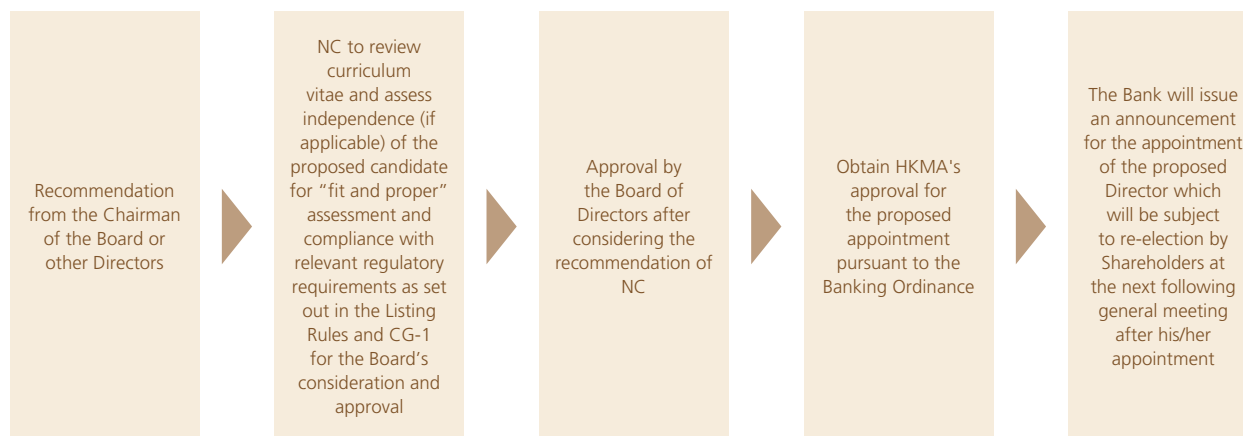 Recommendation
from the Chairman
of the Board or
other Directors
NC to review
curriculum
vitae and assess
independence (if
applicable) of the
proposed candidate
for “fit and proper”
assessment and
compliance with
relevant regulatory
requirements as set
out in the Listing
Rules and CG-1
for the Board’s
consideration and
approval
Approval by
the Board of
Directors after
considering the
recommendation of
NC
Obtain HKMA's
approval for
the proposed
appointment
pursuant to the
Banking Ordinance
The Bank will issue
an announcement
for the appointment
of the proposed
Director which
will be subject
to re-election by
Shareholders at
the next following
general meeting
after his/her
appointment